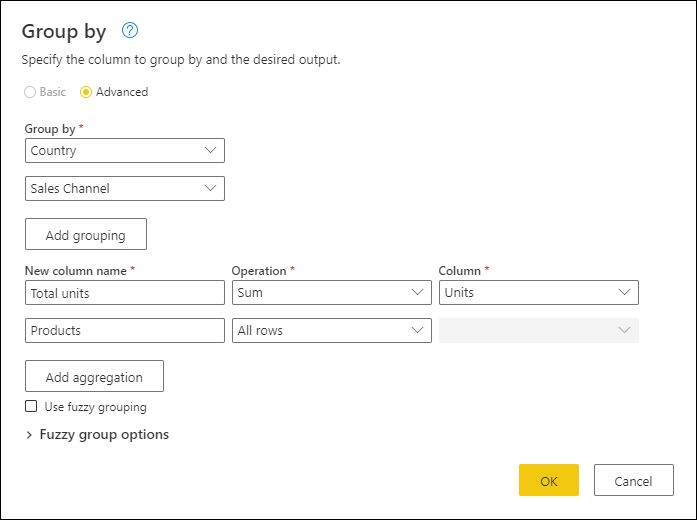 Group by ?
Specify the column to group by and the desired output.
Basic Advanced
Group by *
Country
Sales Channel
Add grouping
New column name * Operation * Column *
Total units Sum Units
Products All rows
Add aggregation
Use fuzzy grouping
Fuzzy group options
OK Cancel